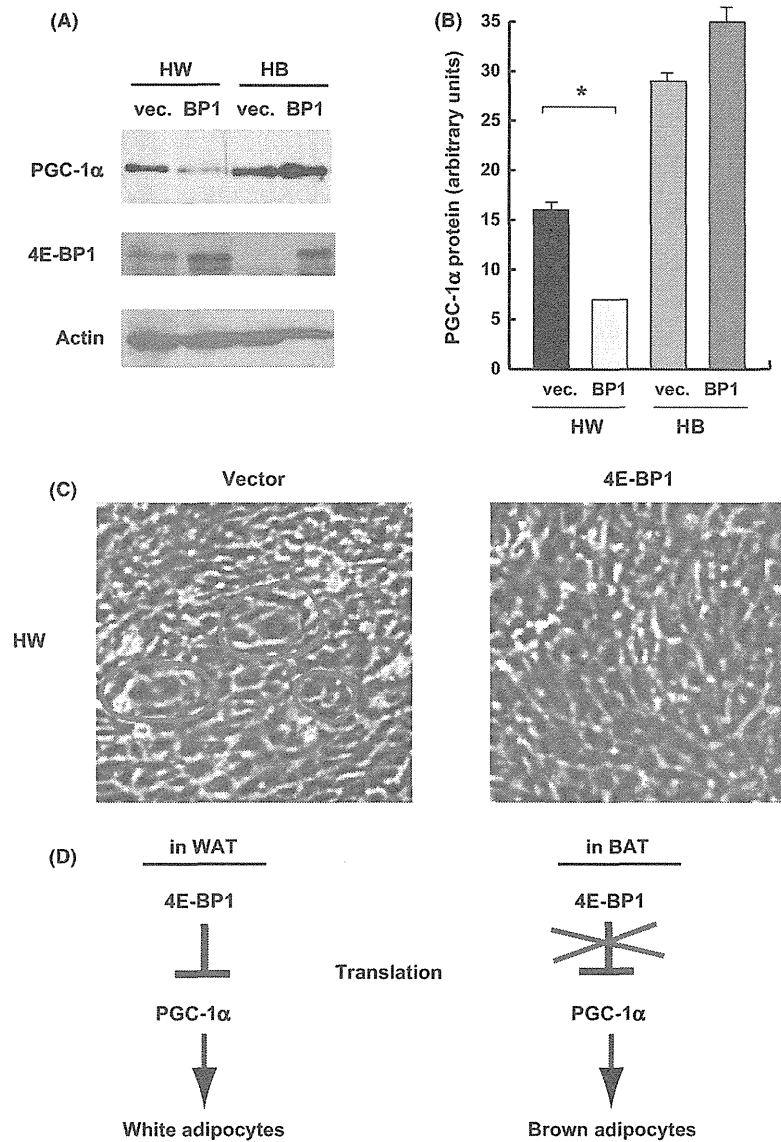 (A)
HW HB
vec. BP1 vec. BP1
PGC-1α
4E-BP1
Actin
(B)
PGC-1α protein (arbitrary units)
35
30
25
20
15
10
5
0
*
vec. BP1 vec. BP1
HW HB
(C)
Vector 4E-BP1
HW
(D)
in WAT in BAT
4E-BP1 4E-BP1
Translation
PGC-1α PGC-1α
White adipocytes Brown adipocytes